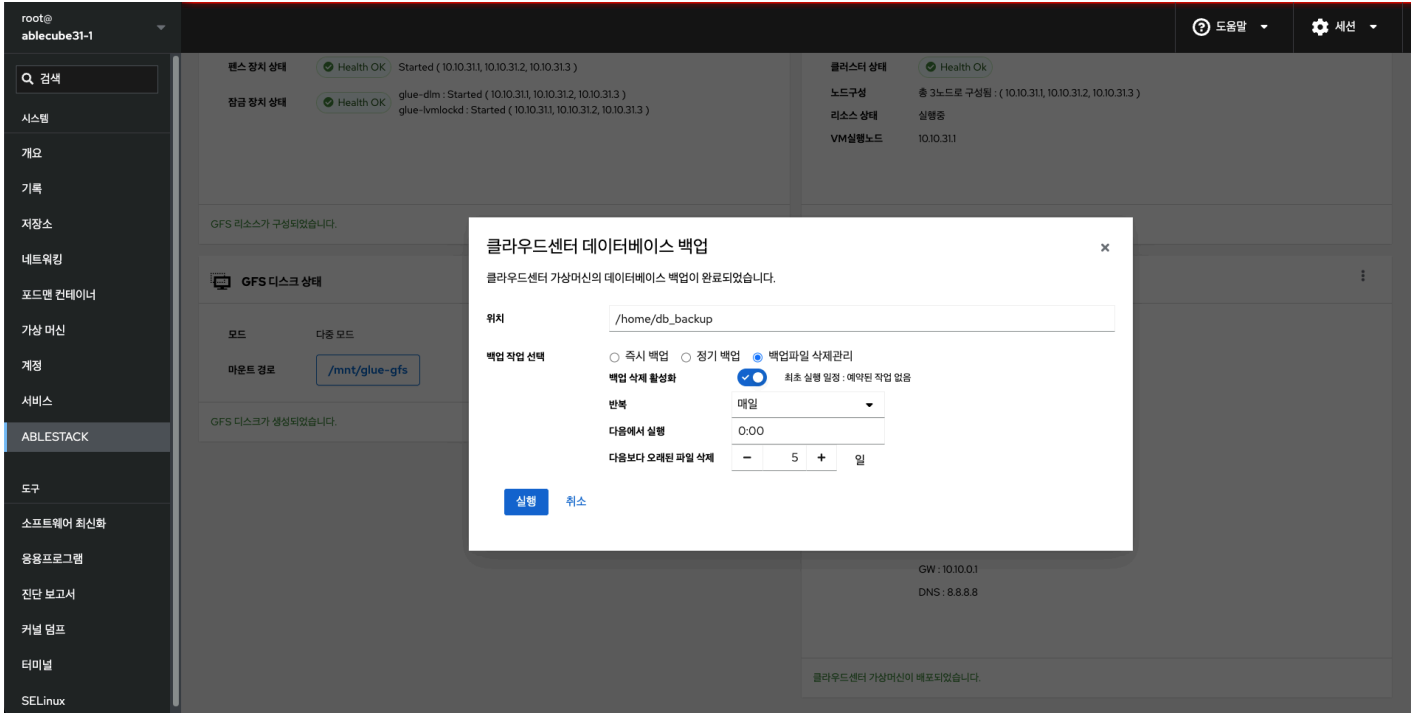 root@
ablecube31-1
도움말
세션
검색
시스템
개요
기록
저장소
네트워킹
포드맨 컨테이너
가상 머신
계정
서비스
ABLESTACK
도구
소프트웨어 최신화
응용프로그램
진단 보고서
커널 덤프
터미널
SELinux
펜스 장치 상태 Health OK Started ( 10.10.31.1, 10.10.31.2, 10.10.31.3 )
잠금 장치 상태 Health OK glue-dlm : Started ( 10.10.31.1, 10.10.31.2, 10.10.31.3 )
glue-lvmlockd : Started ( 10.10.31.1, 10.10.31.2, 10.10.31.3 )
GFS 리소스가 구성되었습니다.
클러스터 상태 Health Ok
노드구성 총 3노드로 구성됨 : ( 10.10.31.1, 10.10.31.2, 10.10.31.3 )
리소스 상태 실행중
VM실행노드 10.10.31.1
GFS 디스크 상태
모드 다중 모드
마운트 경로 /mnt/glue-gfs
GFS 디스크가 생성되었습니다.
클라우드센터 데이터베이스 백업
클라우드센터 가상머신의 데이터베이스 백업이 완료되었습니다.
위치 /home/db_backup
백업 작업 선택 즉시 백업 정기 백업 백업파일 삭제관리
백업 삭제 활성화 최초 실행 일정 : 예약된 작업 없음
반복 매일
다음에서 실행 0:00
다음보다 오래된 파일 삭제 − 5 + 일
실행 취소
GW : 10.10.0.1
DNS : 8.8.8.8
클라우드센터 가상머신이 배포되었습니다.